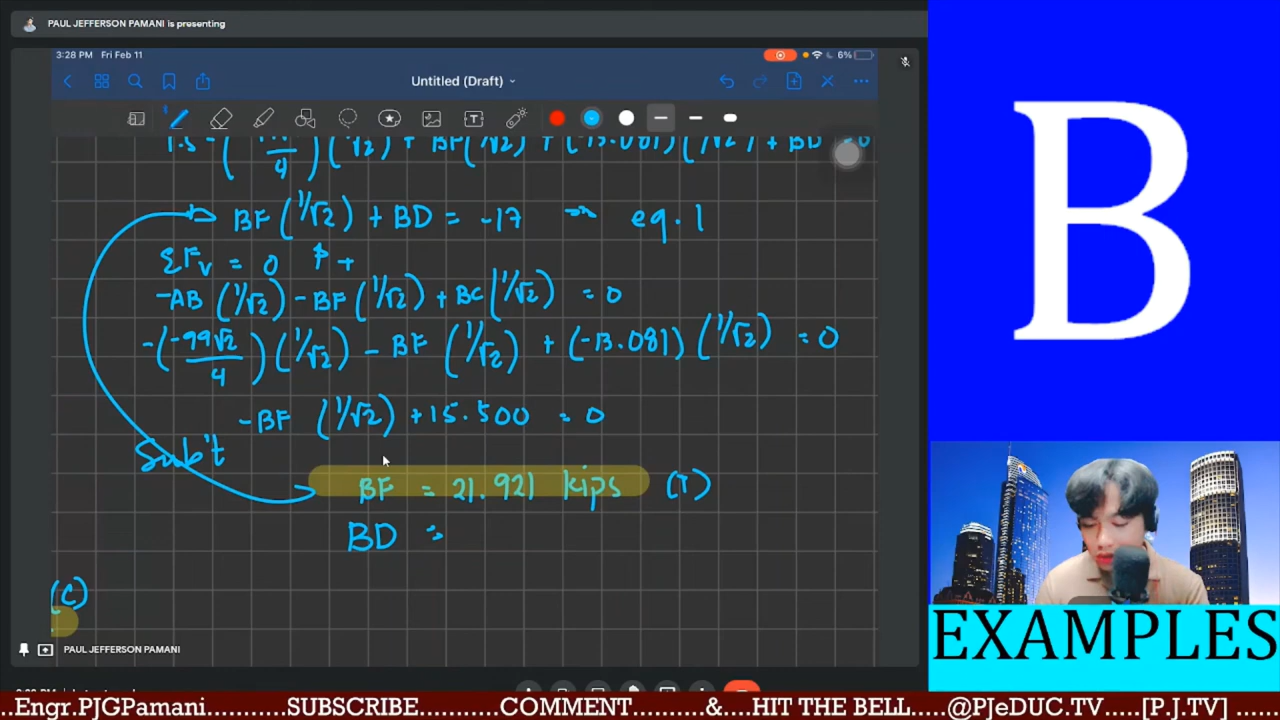 PAUL JEFFERSON PAMANI is presenting
3:28 PM Fri Feb 11
6%
Untitled (Draft)
BF (1/√2) + BD = -17 eq. 1
ΣFv = 0 +
-AB (1/√2) - BF (1/√2) + BC (1/√2) = 0
-(-99√2/4)(1/√2) - BF (1/√2) + (-13.081)(1/√2) = 0
-BF (1/√2) + 15.500 = 0
Sub't
BF = 21.921 kips (T)
BD =
(C)
PAUL JEFFERSON PAMANI
B
EXAMPLES
..Engr.PJGPamani..........SUBSCRIBE..........COMMENT..........&....HIT THE BELL.....@PJeDUC.TV.....[P.J.TV]